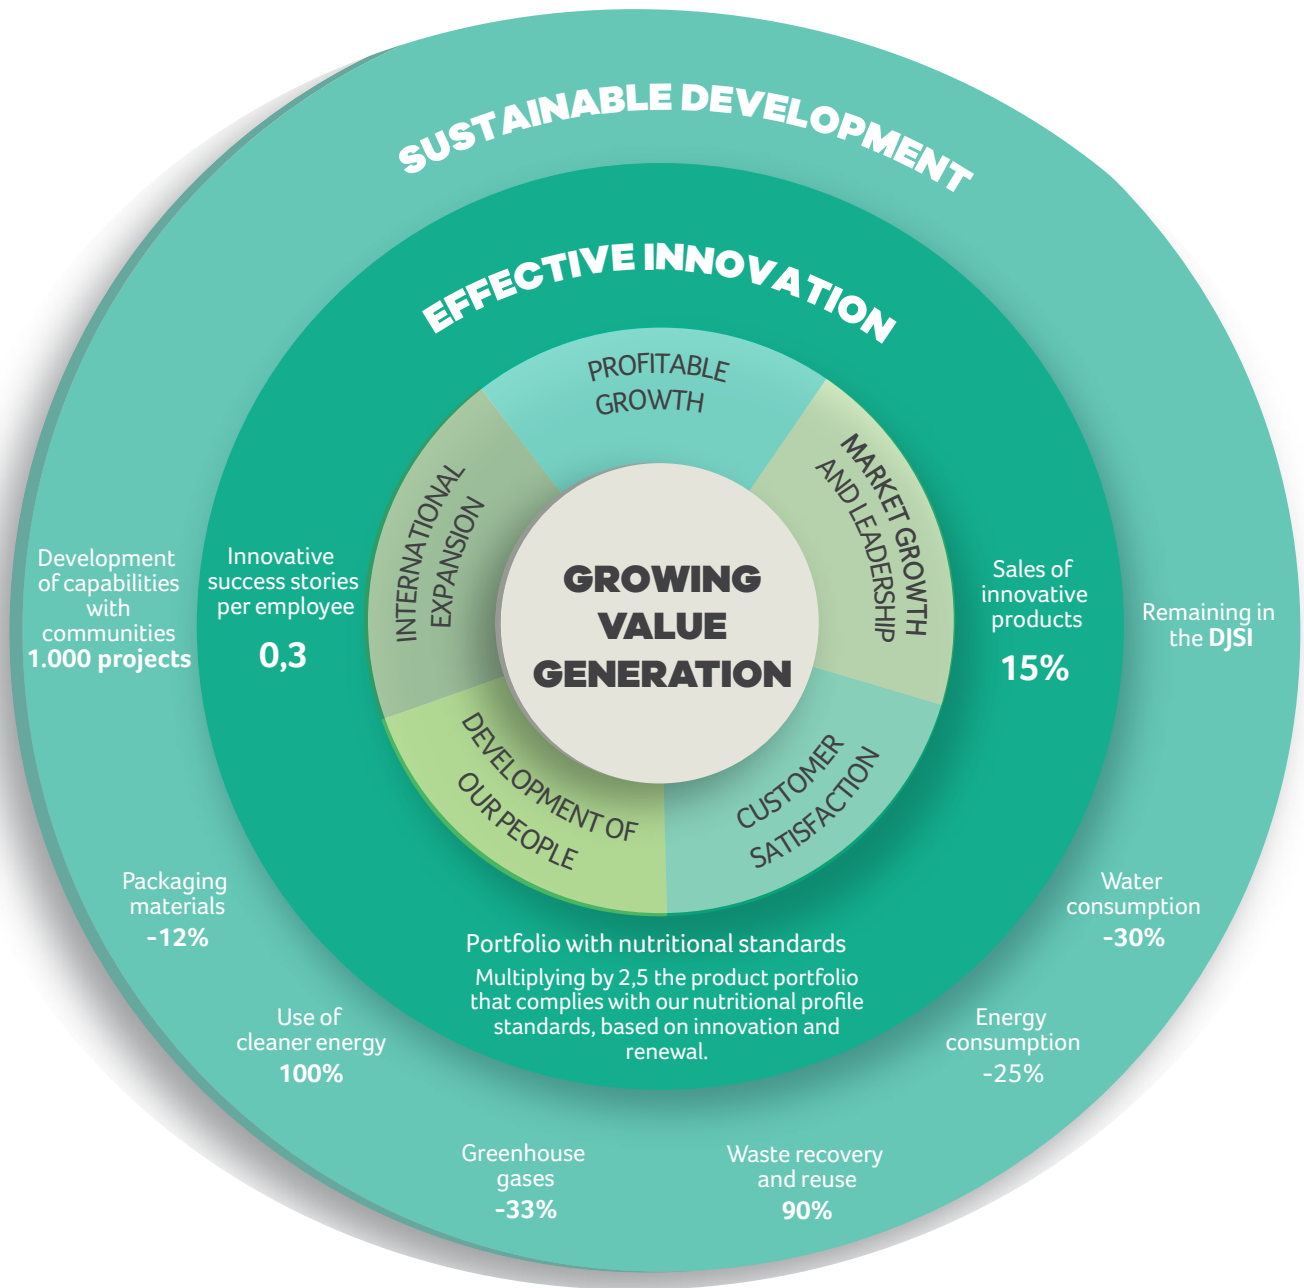 SUSTAINABLE DEVELOPMENT
EFFECTIVE INNOVATION
PROFITABLE
GROWTH
MARKET GROWTH
AND LEADERSHIP
INTERNATIONAL
EXPANSION
GROWING
VALUE
GENERATION
DEVELOPMENT OF
OUR PEOPLE
CUSTOMER
SATISFACTION
Development
of capabilities
with
communities
1.000 projects
Innovative
success stories
per employee
0,3
Sales of
innovative
products
15%
Remaining in
the DJSI
Packaging
materials
-12%
Water
consumption
-30%
Portfolio with nutritional standards
Multiplying by 2,5 the product portfolio
that complies with our nutritional profile
standards, based on innovation and
renewal.
Use of
cleaner energy
100%
Energy
consumption
-25%
Greenhouse
gases
-33%
Waste recovery
and reuse
90%